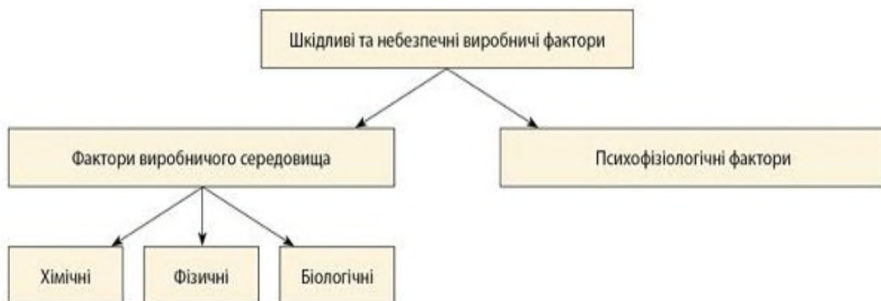 Шкідливі та небезпечні виробничі фактори
Фактори виробничого середовища
Психофізіологічні фактори
Хімічні
Фізичні
Біологічні